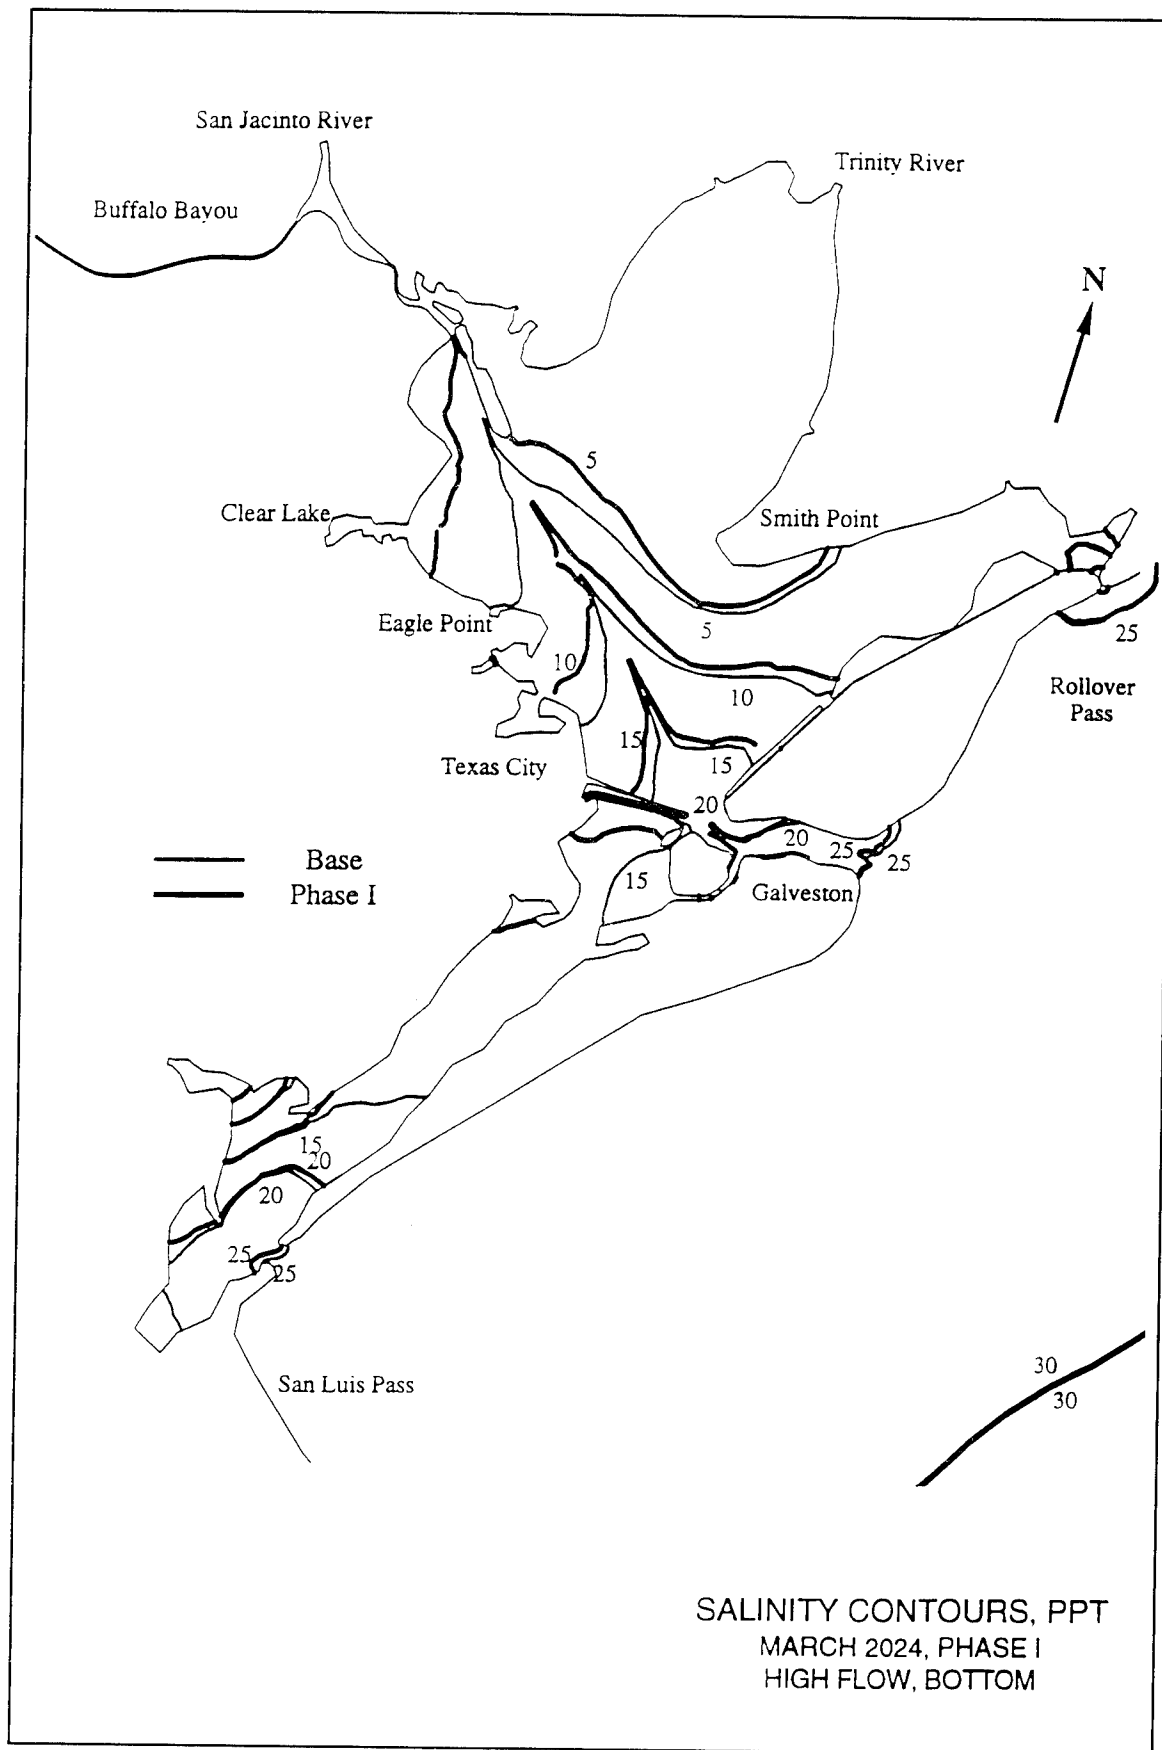 San Jacinto River
Trinity River
Buffalo Bayou
N
5
Clear Lake
Smith Point
Eagle Point
5
25
10
10
Rollover
Pass
15
15
Texas City
20
20
25
25
Base
15
Phase I
Galveston
15
20
20
25
25
San Luis Pass
30
30
SALINITY CONTOURS, PPT
MARCH 2024, PHASE I
HIGH FLOW, BOTTOM